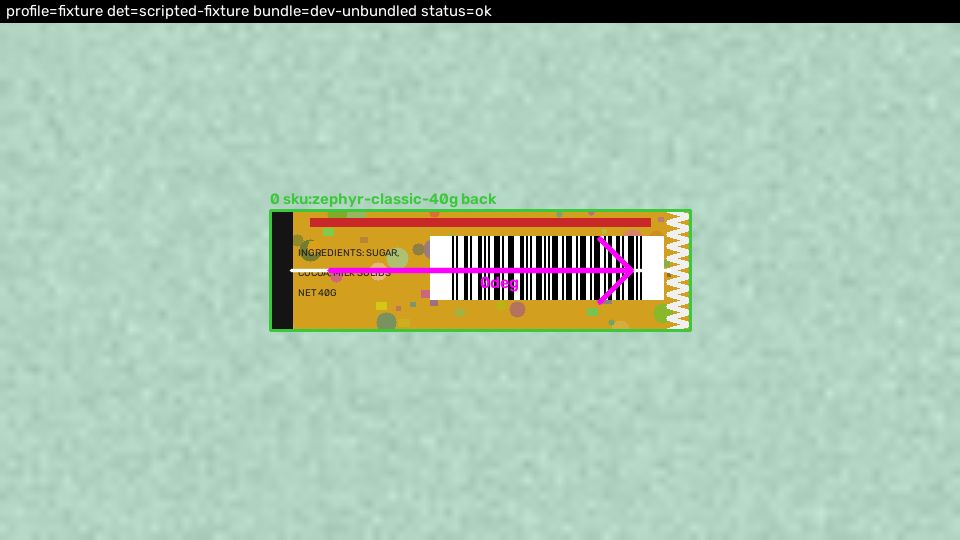 profile=fixture det=scripted-fixture bundle=dev-unbundled status=ok
0 sku:zephyr-classic-40g back
INGREDIENTS: SUGAR,
COCOA, MILK SOLIDS
NET 40G
0deg